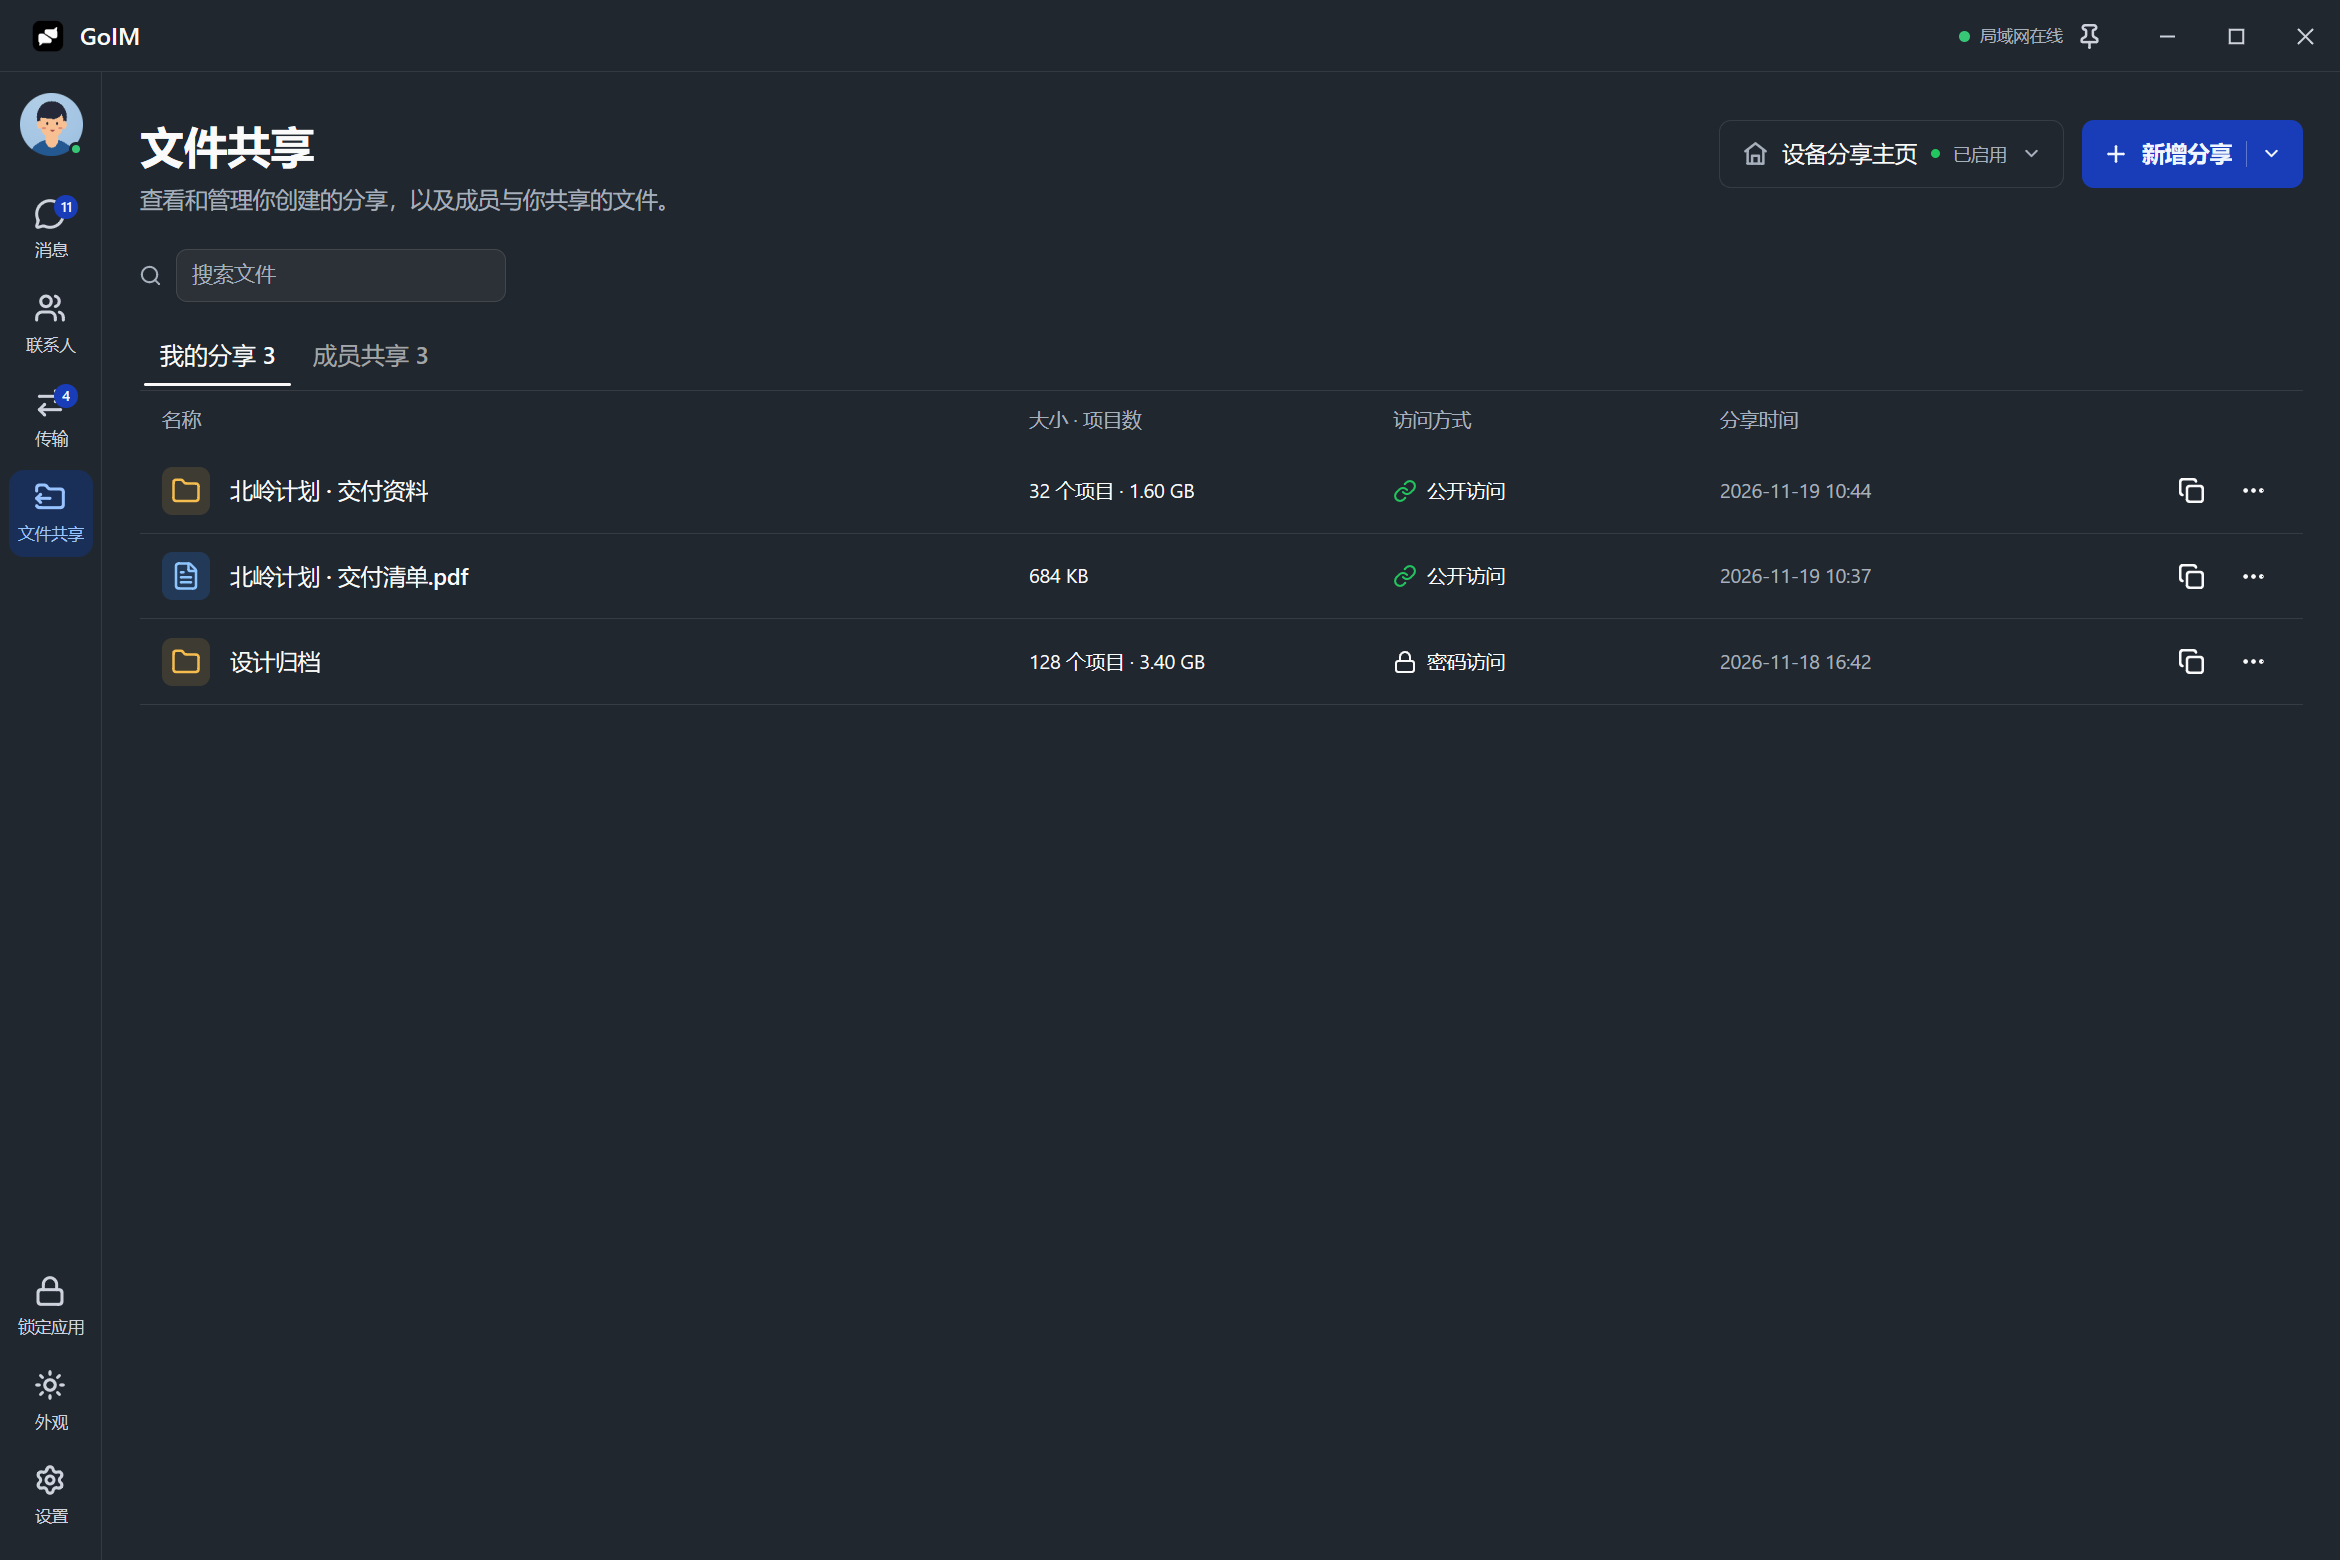 GoIM
局域网在线
11
消息
联系人
4
传输
文件共享
锁定应用
外观
设置
文件共享
查看和管理你创建的分享，以及成员与你共享的文件。
设备分享主页 已启用
新增分享
搜索文件
我的分享 3 成员共享 3
名称 大小 · 项目数 访问方式 分享时间
北岭计划 · 交付资料 32 个项目 · 1.60 GB 公开访问 2026-11-19 10:44
北岭计划 · 交付清单.pdf 684 KB 公开访问 2026-11-19 10:37
设计归档 128 个项目 · 3.40 GB 密码访问 2026-11-18 16:42